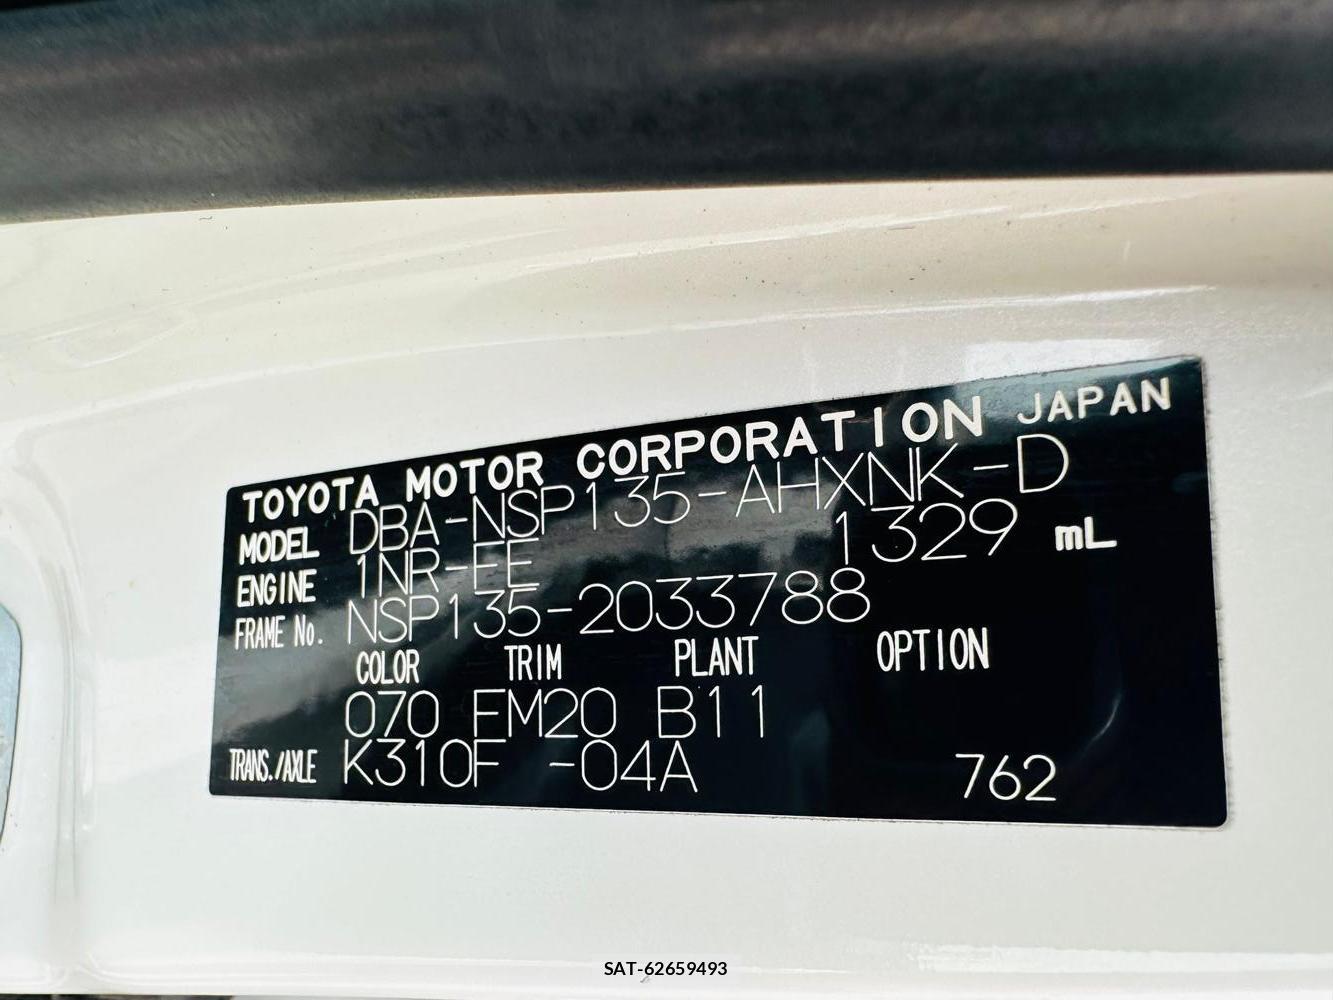 TOYOTA MOTOR CORPORATION JAPAN
MODEL DBA-NSP135-AHXNK-D
ENGINE 1NR-FE 1329 mL
FRAME No. NSP135-2033788
COLOR TRIM PLANT OPTION
070 FM20 B11
TRANS./AXLE K310F -04A 762
SAT-62659493